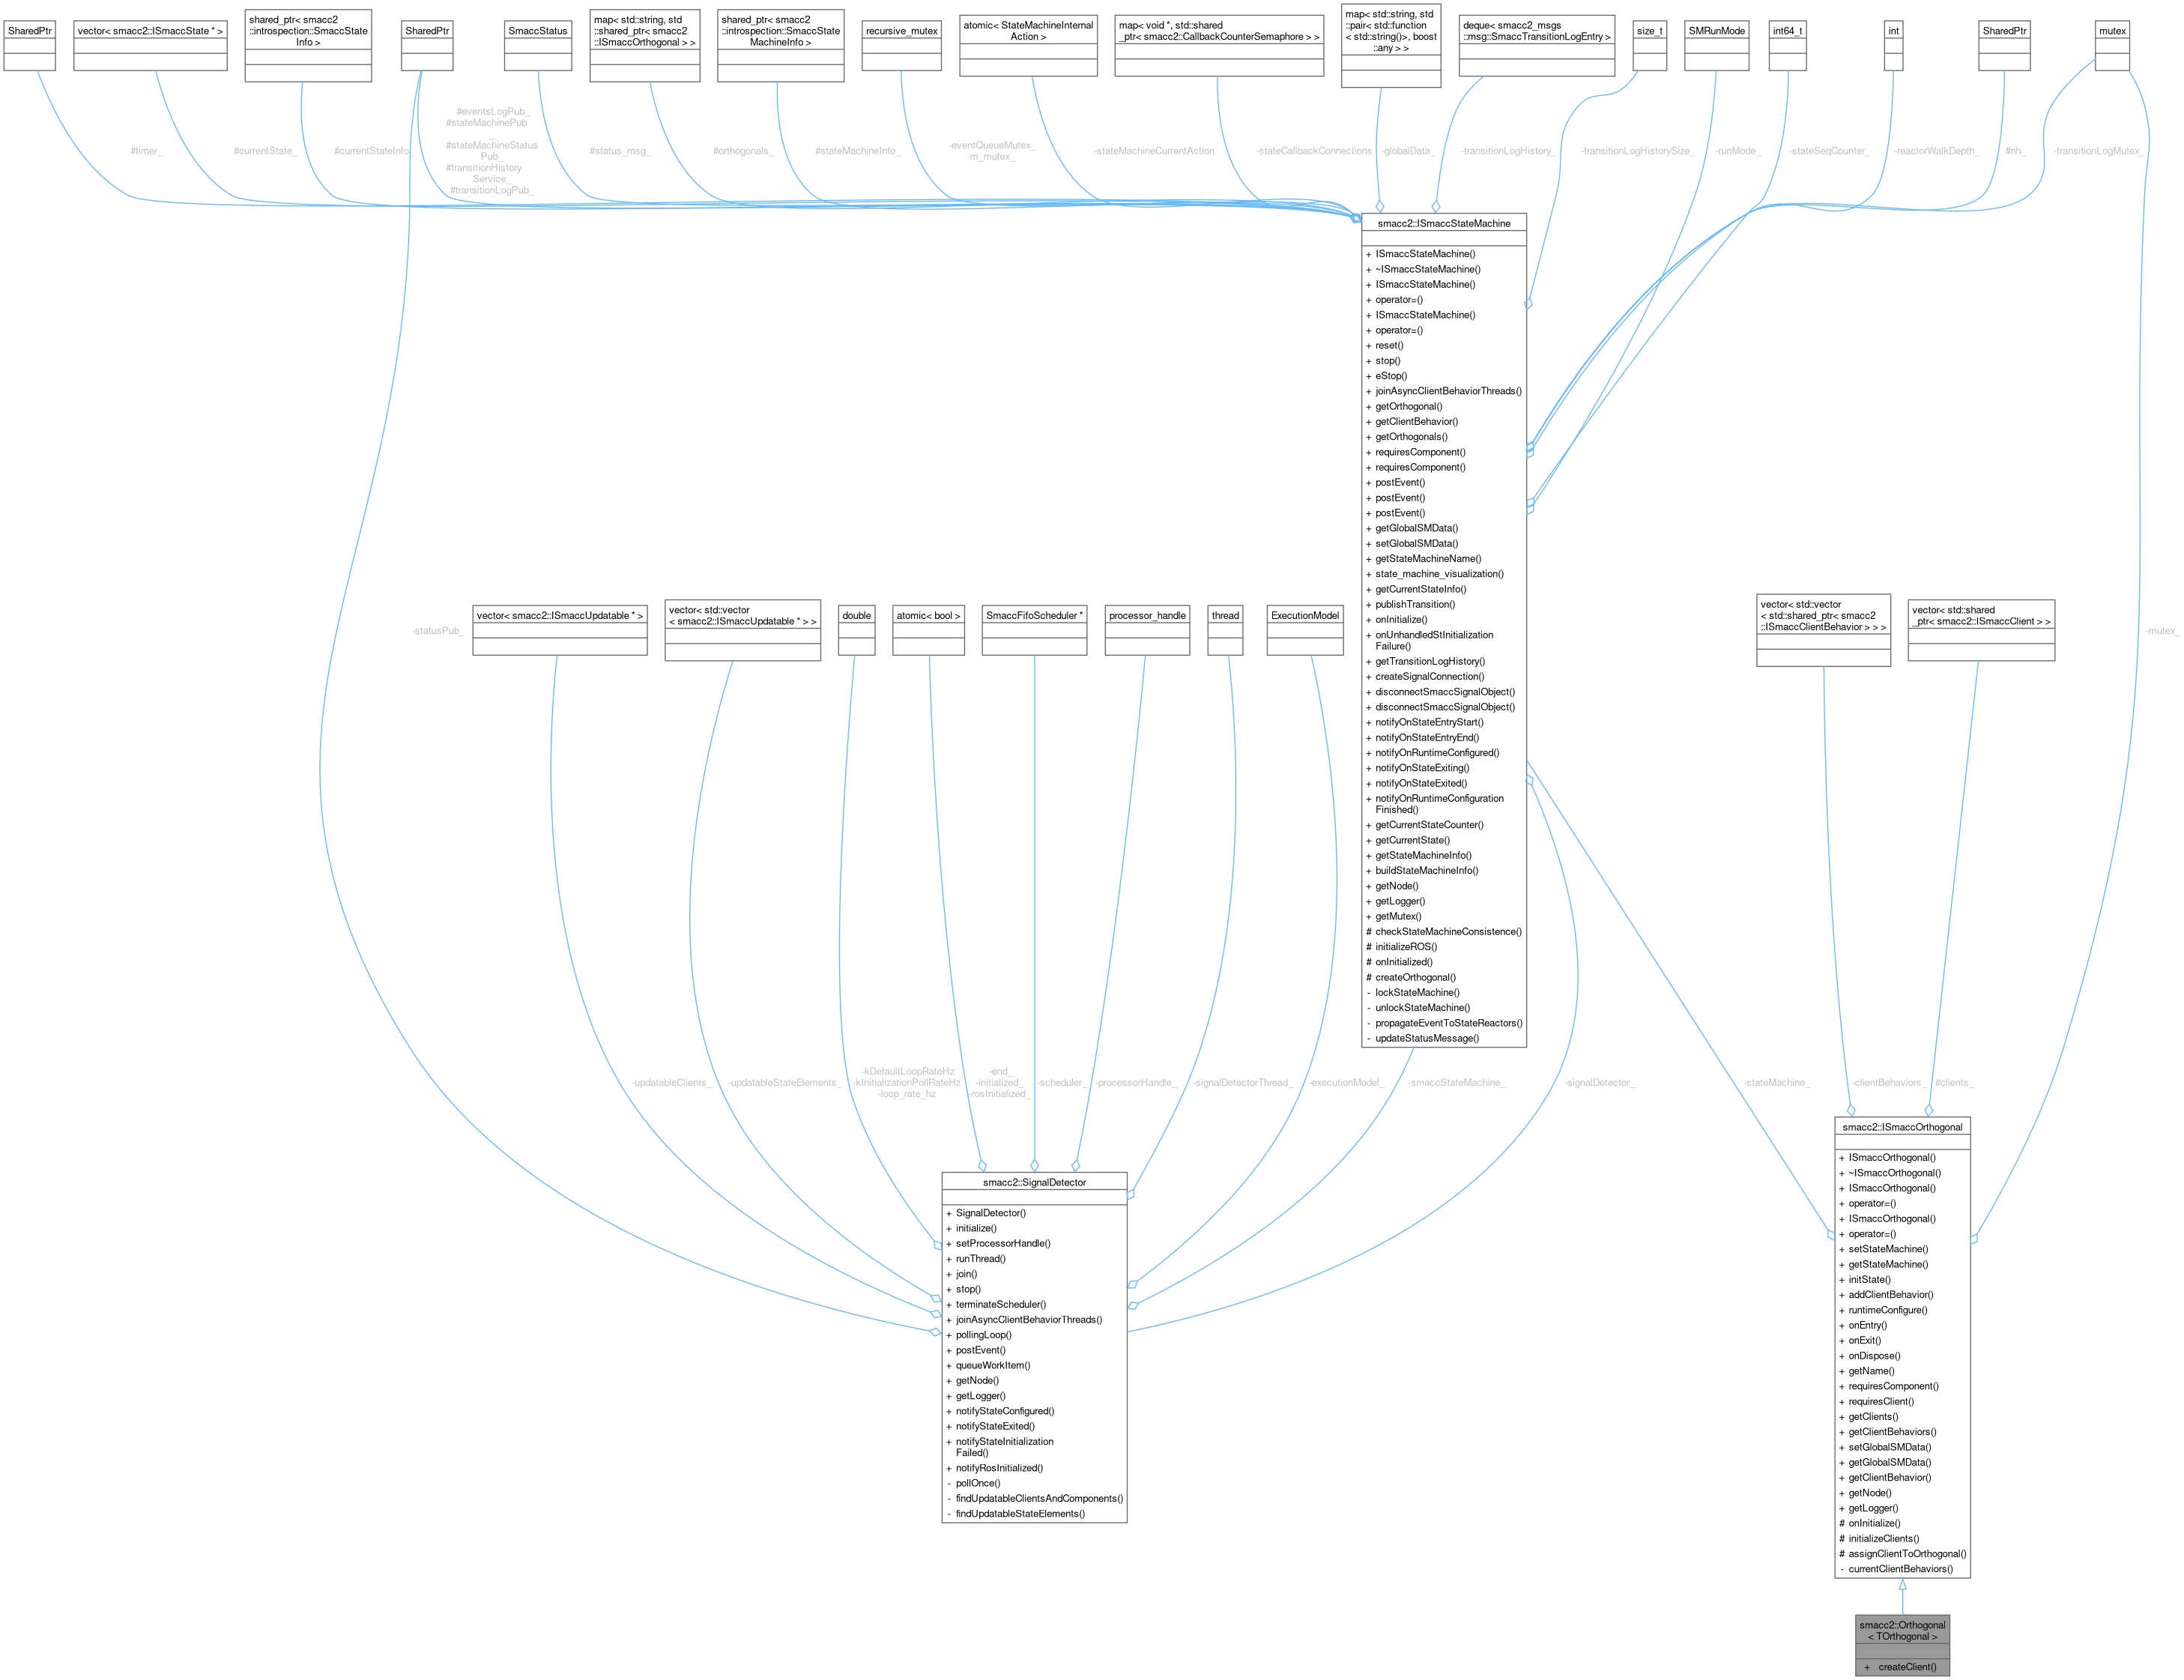 SharedPtr
vector< smacc2::ISmaccState * >
shared_ptr< smacc2
::introspection::SmaccState
Info >
SharedPtr
SmaccStatus
map< std::string, std
::shared_ptr< smacc2
::ISmaccOrthogonal > >
shared_ptr< smacc2
::introspection::SmaccState
MachineInfo >
recursive_mutex
atomic< StateMachineInternal
Action >
map< void *, std::shared
_ptr< smacc2::CallbackCounterSemaphore > >
map< std::string, std
::pair< std::function
< std::string()>, boost
::any > >
deque< smacc2_msgs
::msg::SmaccTransitionLogEntry >
size_t
SMRunMode
int64_t
int
SharedPtr
mutex
#timer_
#currentState_
#currentStateInfo_
#eventsLogPub_
#stateMachinePub
_
#stateMachineStatus
Pub_
#transitionHistory
Service_
#transitionLogPub_
#status_msg_
#orthogonals_
#stateMachineInfo_
-eventQueueMutex_
-m_mutex_
-stateMachineCurrentAction
-stateCallbackConnections
-globalData_
-transitionLogHistory_
-transitionLogHistorySize_
-runMode_
-stateSeqCounter_
-reactorWalkDepth_
#nh_
-transitionLogMutex_
smacc2::ISmaccStateMachine
+ ISmaccStateMachine()
+ ~ISmaccStateMachine()
+ ISmaccStateMachine()
+ operator=()
+ ISmaccStateMachine()
+ operator=()
+ reset()
+ stop()
+ eStop()
+ joinAsyncClientBehaviorThreads()
+ getOrthogonal()
+ getClientBehavior()
+ getOrthogonals()
+ requiresComponent()
+ requiresComponent()
+ postEvent()
+ postEvent()
+ postEvent()
+ getGlobalSMData()
+ setGlobalSMData()
+ getStateMachineName()
+ state_machine_visualization()
+ getCurrentStateInfo()
+ publishTransition()
+ onInitialize()
+ onUnhandledStInitialization
Failure()
+ getTransitionLogHistory()
+ createSignalConnection()
+ disconnectSmaccSignalObject()
+ disconnectSmaccSignalObject()
+ notifyOnStateEntryStart()
+ notifyOnStateEntryEnd()
+ notifyOnRuntimeConfigured()
+ notifyOnStateExiting()
+ notifyOnStateExited()
+ notifyOnRuntimeConfiguration
Finished()
+ getCurrentStateCounter()
+ getCurrentState()
+ getStateMachineInfo()
+ buildStateMachineInfo()
+ getNode()
+ getLogger()
+ getMutex()
# checkStateMachineConsistence()
# initializeROS()
# onInitialized()
# createOrthogonal()
- lockStateMachine()
- unlockStateMachine()
- propagateEventToStateReactors()
- updateStatusMessage()
-statusPub_
vector< smacc2::ISmaccUpdatable * >
vector< std::vector
< smacc2::ISmaccUpdatable * > >
double
atomic< bool >
SmaccFifoScheduler *
processor_handle
thread
ExecutionModel
vector< std::vector
< std::shared_ptr< smacc2
::ISmaccClientBehavior > > >
vector< std::shared
_ptr< smacc2::ISmaccClient > >
-mutex_
-updatableClients_
-updatableStateElements_
-kDefaultLoopRateHz
-kInitializationPollRateHz
-loop_rate_hz
-end_
-initialized_
-rosInitialized_
-scheduler_
-processorHandle_
-signalDetectorThread_
-executionModel_
-smaccStateMachine_
-signalDetector_
-stateMachine_
-clientBehaviors_
#clients_
smacc2::SignalDetector
+ SignalDetector()
+ initialize()
+ setProcessorHandle()
+ runThread()
+ join()
+ stop()
+ terminateScheduler()
+ joinAsyncClientBehaviorThreads()
+ pollingLoop()
+ postEvent()
+ queueWorkItem()
+ getNode()
+ getLogger()
+ notifyStateConfigured()
+ notifyStateExited()
+ notifyStateInitialization
Failed()
+ notifyRosInitialized()
- pollOnce()
- findUpdatableClientsAndComponents()
- findUpdatableStateElements()
smacc2::ISmaccOrthogonal
+ ISmaccOrthogonal()
+ ~ISmaccOrthogonal()
+ ISmaccOrthogonal()
+ operator=()
+ ISmaccOrthogonal()
+ operator=()
+ setStateMachine()
+ getStateMachine()
+ initState()
+ addClientBehavior()
+ runtimeConfigure()
+ onEntry()
+ onExit()
+ onDispose()
+ getName()
+ requiresComponent()
+ requiresClient()
+ getClients()
+ getClientBehaviors()
+ setGlobalSMData()
+ getGlobalSMData()
+ getClientBehavior()
+ getNode()
+ getLogger()
# onInitialize()
# initializeClients()
# assignClientToOrthogonal()
- currentClientBehaviors()
smacc2::Orthogonal
< TOrthogonal >
+ createClient()